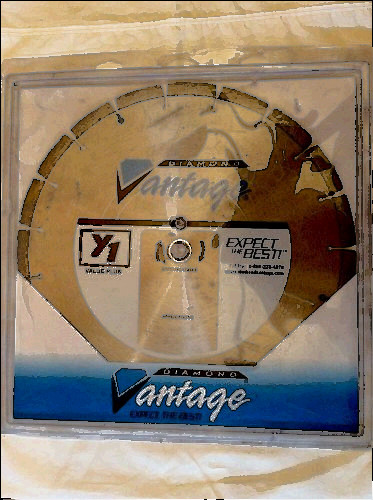 DIAMOND
Vantage
Y1
VALUE PLUS
EXPECT
THE BEST!
DIAMOND
Vantage
EXPECT THE BEST!